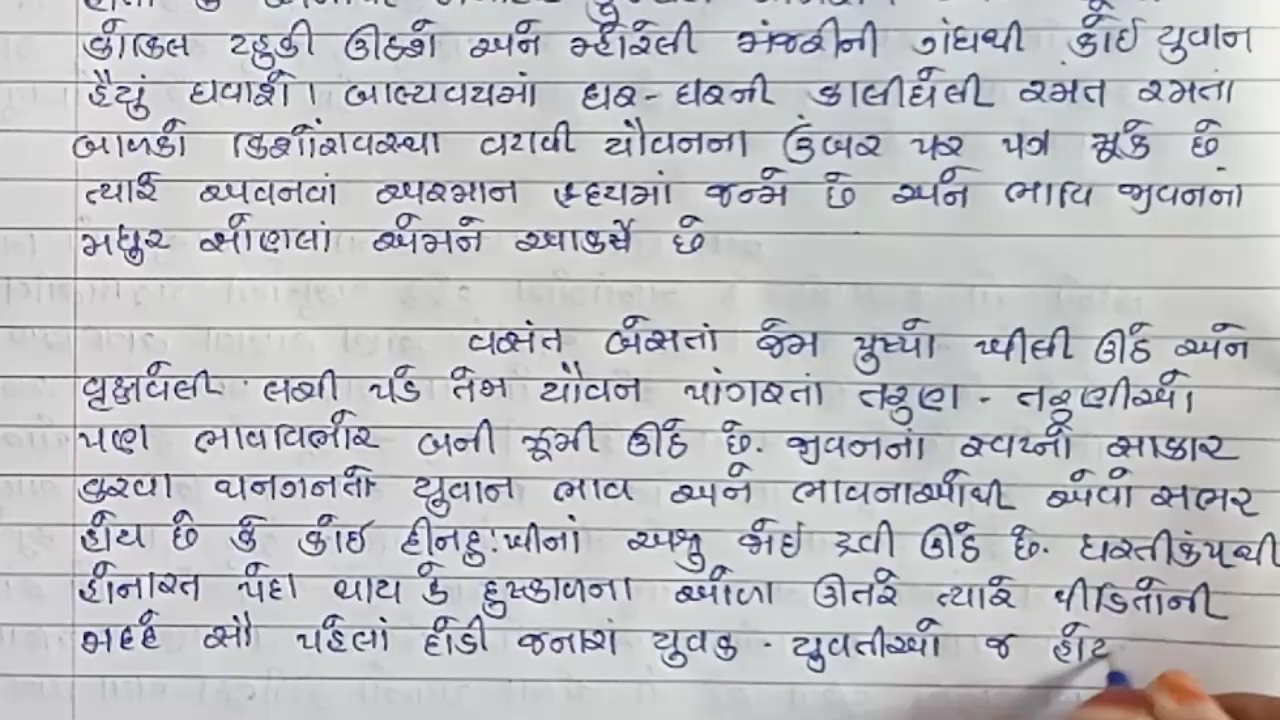 કોકિલ ટહુકી ઊઠશે અને મ્હોરેલી મંજરીની ગંધથી કોઈ યુવાન
હૈયું ઘવાશે। બાલ્યવયમાં ઘર-ઘરની કાલીઘેલી રમત રમતા
બાળકો કિશોરાવસ્થા વટાવી યૌવનના ઉંબર પર પગ મૂકે છે
ત્યારે અવનવાં અરમાન હ્રદયમાં જન્મે છે અને ભાવિ જીવનનાં
મધુર સોણલાં એમને આકર્ષે છે
વસંત બેસતાં જેમ પુષ્પો ખીલી ઊઠે અને
વૃક્ષવેલી લચી પડે તેમ યૌવન પાંગરતાં તરુણ - તરુણીઓ
પણ ભાવવિભોર બની ઝૂમી ઊઠે છે. જીવનનાં સ્વપ્નો સાકાર
કરવા થનગનતો યુવાન ભાવ અને ભાવનાઓથી એવો સભર
હોય છે કે કોઈ દીનદુ:ખીનાં અશ્રુ જોઈ દ્રવી ઊઠે છે. ધરતીકંપથી
હોનારત પેદા થાય કે દુષ્કાળના ઓળા ઊતરે ત્યારે પીડિતોની
મદદે સૌ પહેલાં દોડી જનારાં યુવક - યુવતીઓ જ હોય